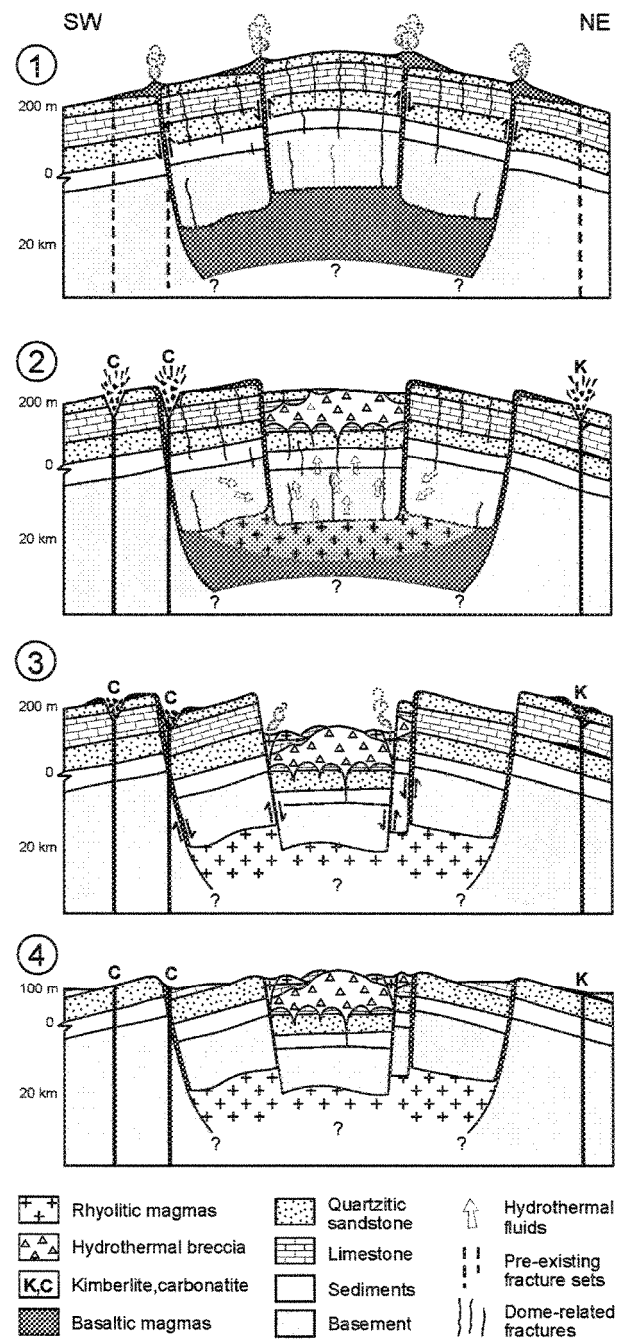 SW NE
1
200 m
0
20 km
? ? ?
2
C C K
200 m
0
20 km
? ? ?
3
C C K
200 m
0
20 km
? ? ?
4
C C K
100 m
0
20 km
? ? ?
Rhyolitic magmas
Hydrothermal breccia
K,C Kimberlite,carbonatite
Basaltic magmas
Quartzitic
sandstone
Limestone
Sediments
Basement
Hydrothermal
fluids
Pre-existing
fracture sets
Dome-related
fractures